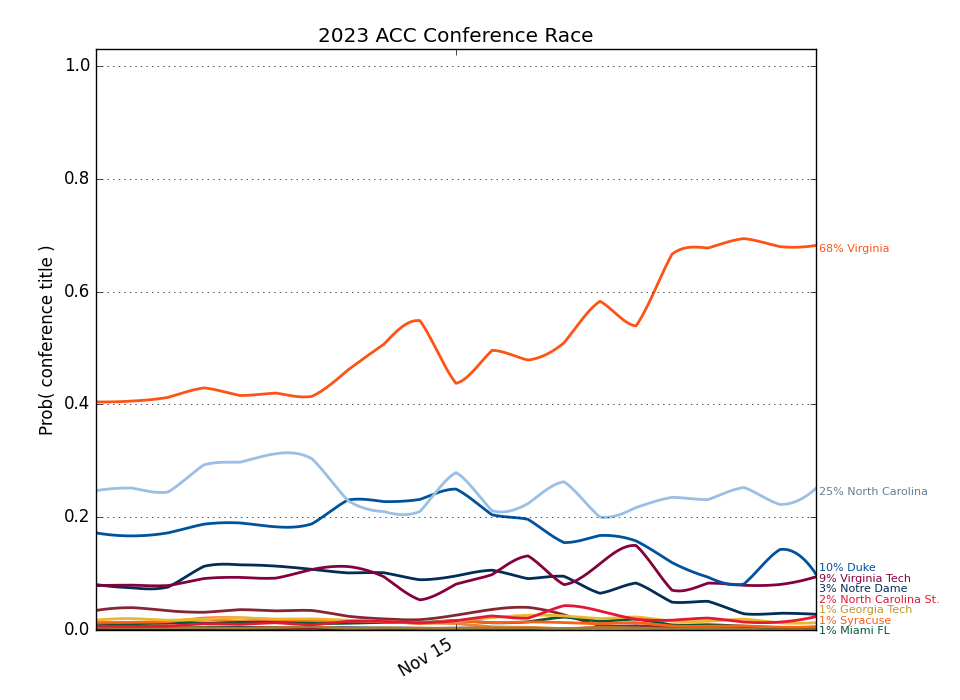 2023 ACC Conference Race
Prob( conference title )
1.0
0.8
0.6
0.4
0.2
0.0
Nov 15
68% Virginia
25% North Carolina
10% Duke
9% Virginia Tech
3% Notre Dame
2% North Carolina St.
1% Georgia Tech
1% Syracuse
1% Miami FL